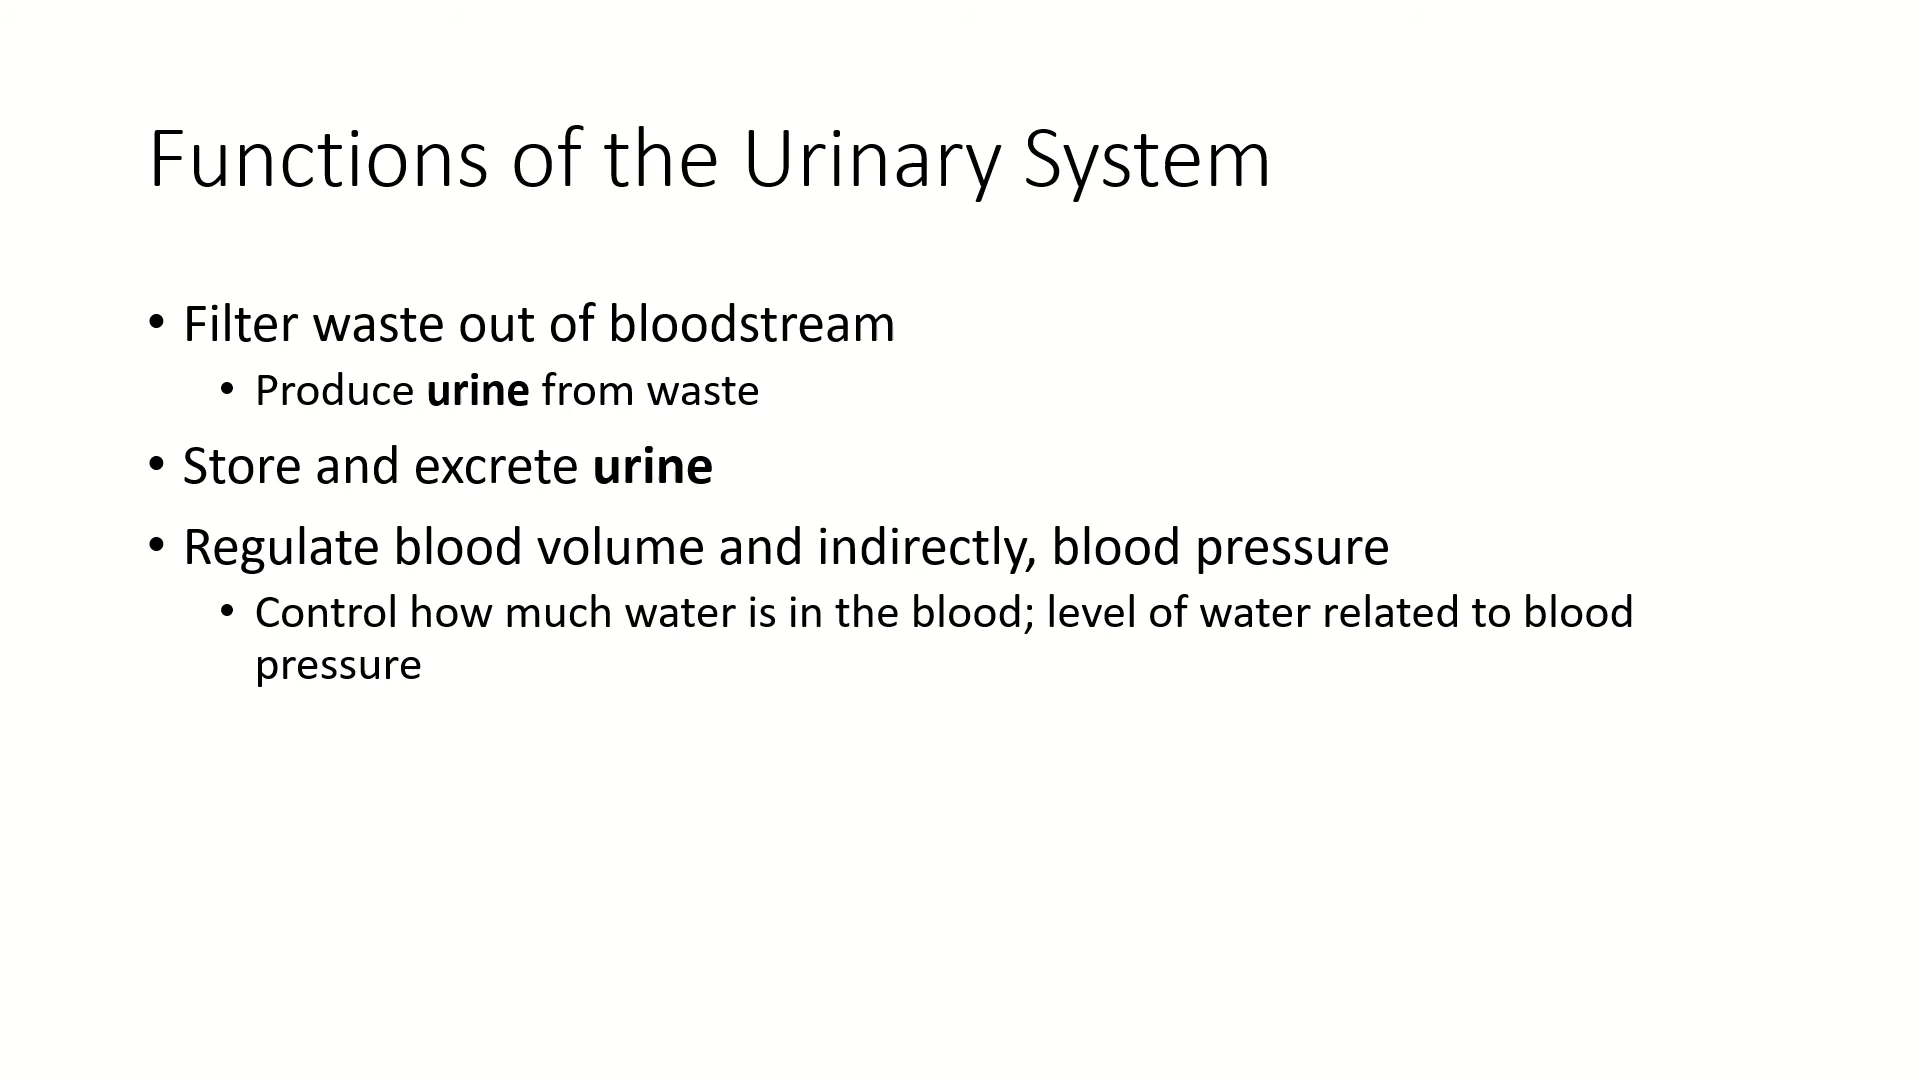 Functions of the Urinary System
• Filter waste out of bloodstream
• Produce urine from waste
• Store and excrete urine
• Regulate blood volume and indirectly, blood pressure
• Control how much water is in the blood; level of water related to blood
pressure